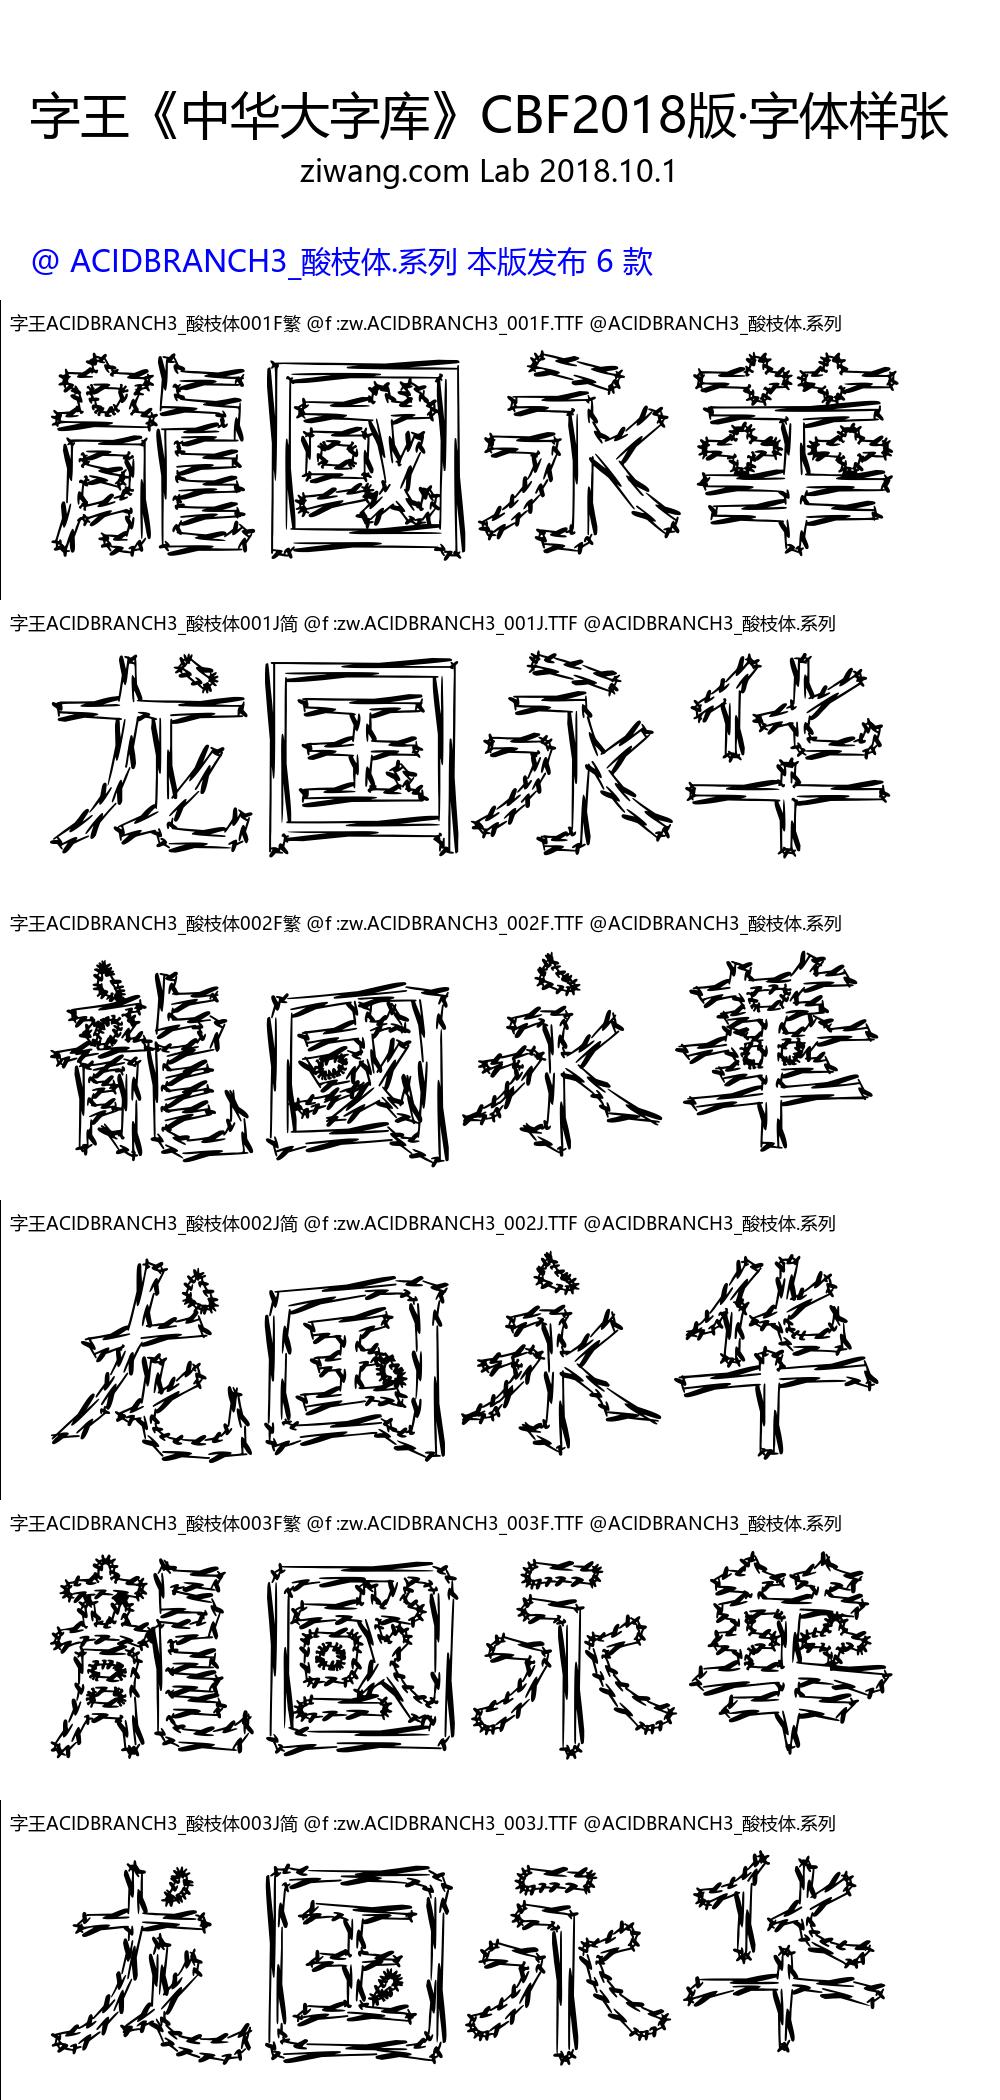 字王《中华大字库》CBF2018版·字体样张
ziwang.com Lab 2018.10.1
@ ACIDBRANCH3_酸枝体.系列 本版发布 6 款
字王ACIDBRANCH3_酸枝体001F繁 @f :zw.ACIDBRANCH3_001F.TTF @ACIDBRANCH3_酸枝体.系列
龍國永華
字王ACIDBRANCH3_酸枝体001J简 @f :zw.ACIDBRANCH3_001J.TTF @ACIDBRANCH3_酸枝体.系列
龙国永华
字王ACIDBRANCH3_酸枝体002F繁 @f :zw.ACIDBRANCH3_002F.TTF @ACIDBRANCH3_酸枝体.系列
龍國永華
字王ACIDBRANCH3_酸枝体002J简 @f :zw.ACIDBRANCH3_002J.TTF @ACIDBRANCH3_酸枝体.系列
龙国永华
字王ACIDBRANCH3_酸枝体003F繁 @f :zw.ACIDBRANCH3_003F.TTF @ACIDBRANCH3_酸枝体.系列
龍國永華
字王ACIDBRANCH3_酸枝体003J简 @f :zw.ACIDBRANCH3_003J.TTF @ACIDBRANCH3_酸枝体.系列
龙国永华